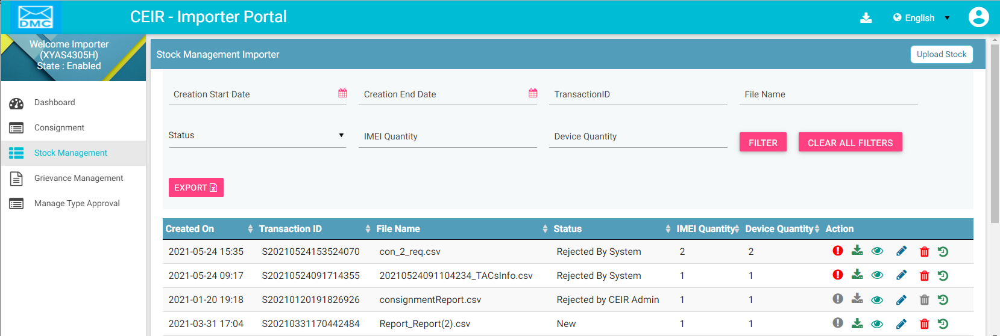 DMC
CEIR - Importer Portal
English
Welcome Importer
(XYAS4305H)
State : Enabled
Dashboard
Consignment
Stock Management
Grievance Management
Manage Type Approval
Stock Management Importer
Upload Stock
Creation Start Date
Creation End Date
TransactionID
File Name
Status
IMEI Quantity
Device Quantity
FILTER
CLEAR ALL FILTERS
EXPORT
Created On Transaction ID File Name Status IMEI Quantity Device Quantity Action
2021-05-24 15:35 S20210524153524070 con_2_req.csv Rejected By System 2 2
2021-05-24 09:17 S20210524091714355 20210524091104234_TACsInfo.csv Rejected By System 1 1
2021-01-20 19:18 S20210120191826926 consignmentReport.csv Rejected by CEIR Admin 1 1
2021-03-31 17:04 S20210331170442484 Report_Report(2).csv New 1 1